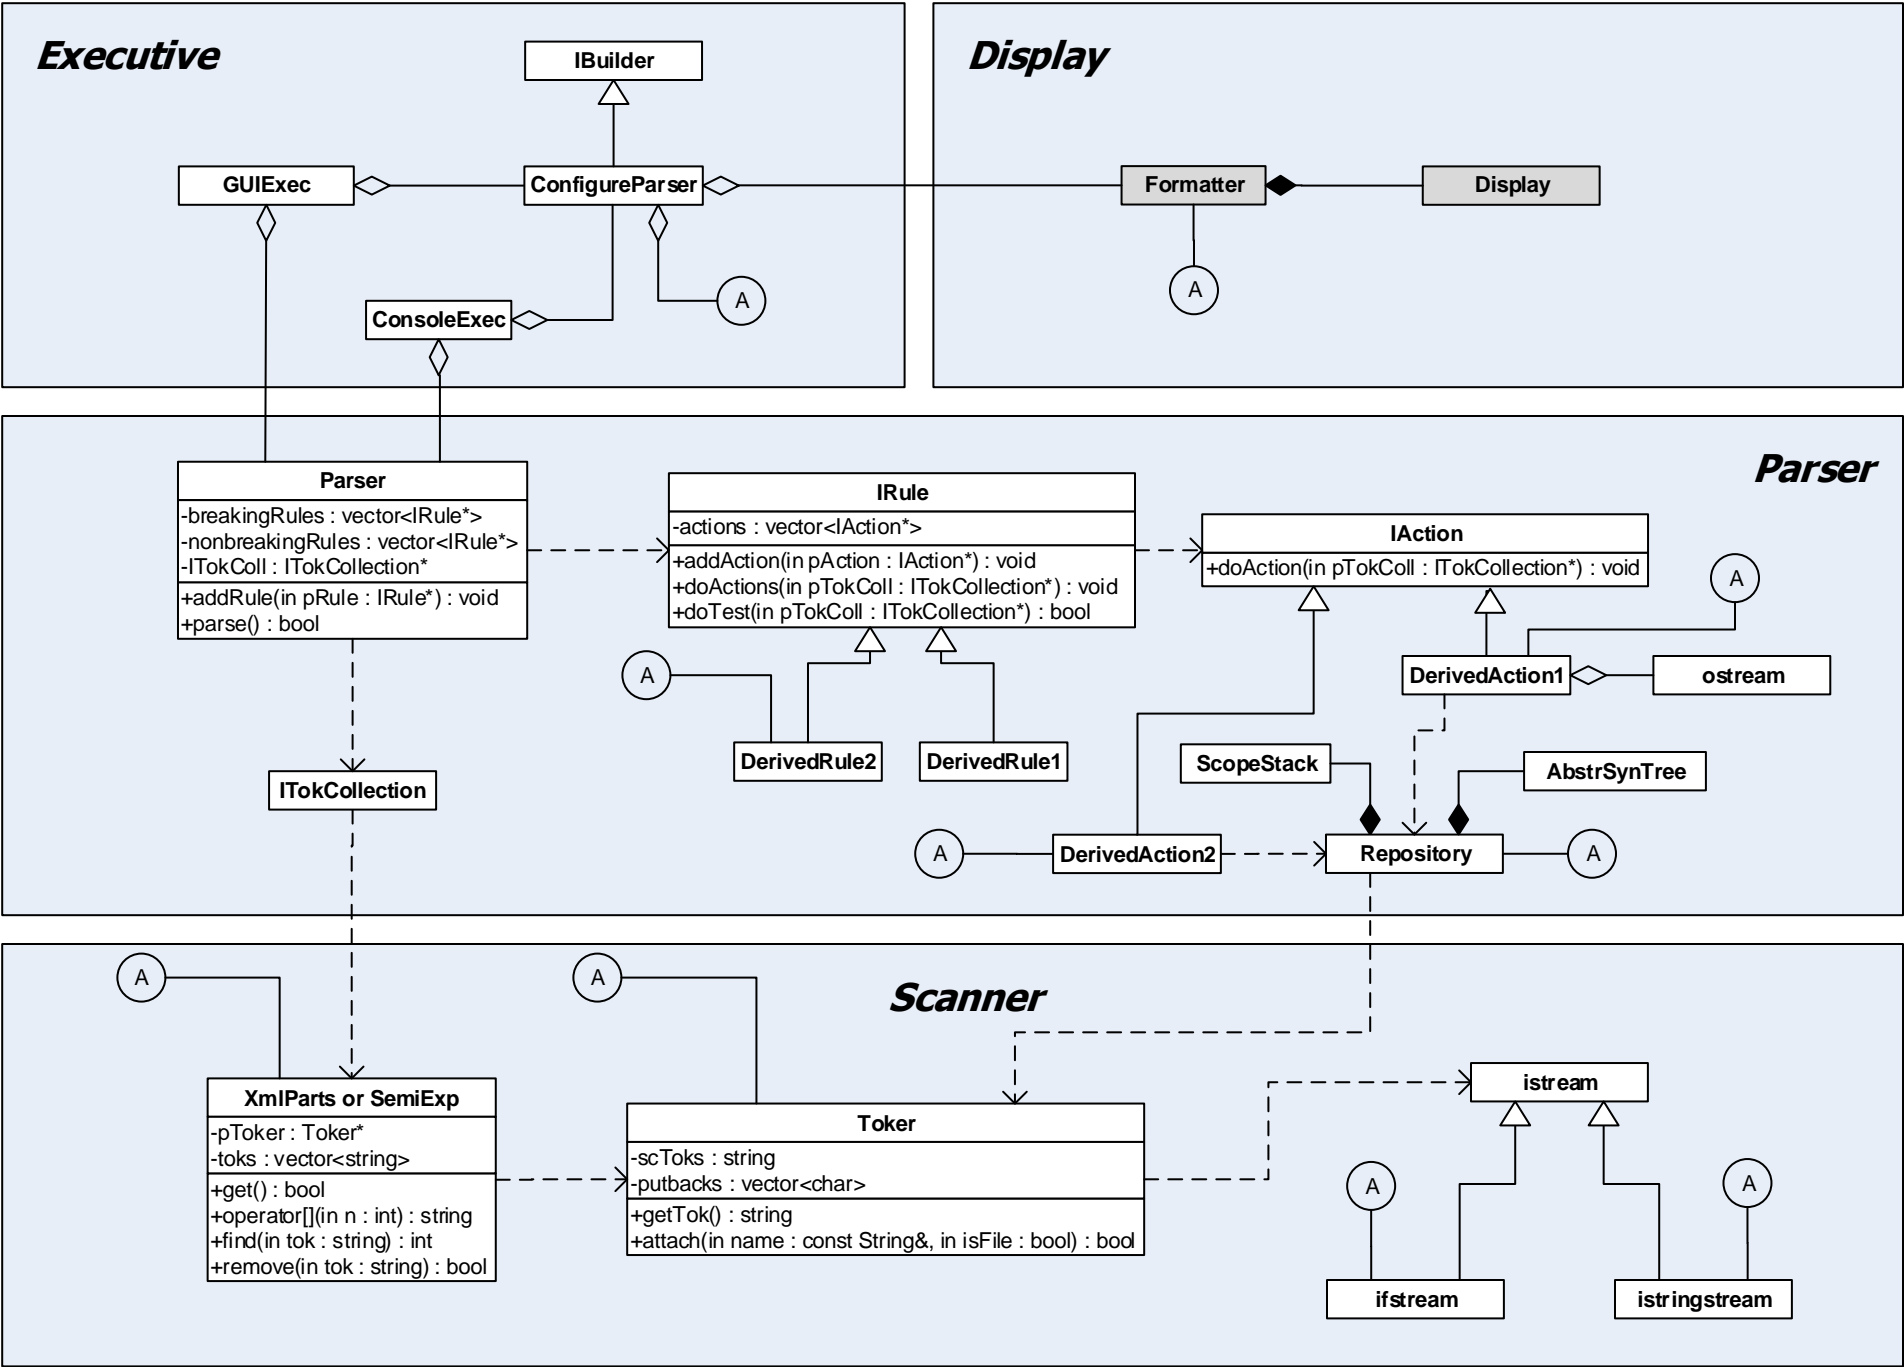 Executive
IBuilder
GUIExec
ConfigureParser
A
ConsoleExec
Display
Formatter
Display
A
Parser
Parser
-breakingRules : vector<IRule*>
-nonbreakingRules : vector<IRule*>
-ITokColl : ITokCollection*
+addRule(in pRule : IRule*) : void
+parse() : bool
IRule
-actions : vector<IAction*>
+addAction(in pAction : IAction*) : void
+doActions(in pTokColl : ITokCollection*) : void
+doTest(in pTokColl : ITokCollection*) : bool
IAction
+doAction(in pTokColl : ITokCollection*) : void
A
A
DerivedAction1
ostream
DerivedRule2
DerivedRule1
ScopeStack
AbstrSynTree
ITokCollection
A
DerivedAction2
Repository
A
Scanner
A
A
XmlParts or SemiExp
-pToker : Toker*
-toks : vector<string>
+get() : bool
+operator[](in n : int) : string
+find(in tok : string) : int
+remove(in tok : string) : bool
Toker
-scToks : string
-putbacks : vector<char>
+getTok() : string
+attach(in name : const String&, in isFile : bool) : bool
istream
A
A
ifstream
istringstream